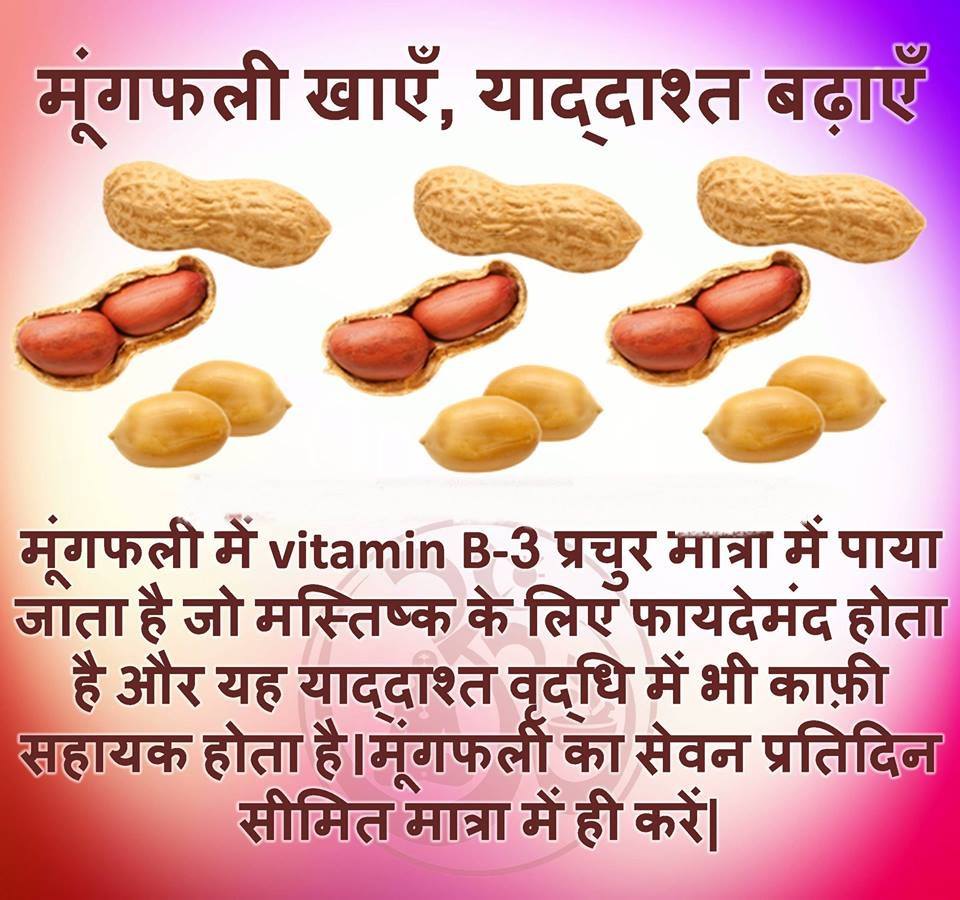 मूंगफली खाएँ, याद्दाश्त बढ़ाएँ
मूंगफली में vitamin B-3 प्रचुर मात्रा में पाया
जाता है जो मस्तिष्क के लिए फायदेमंद होता
है और यह याद्दाश्त वृद्धि में भी काफ़ी
सहायक होता है|मूंगफली का सेवन प्रतिदिन
सीमित मात्रा में ही करें|